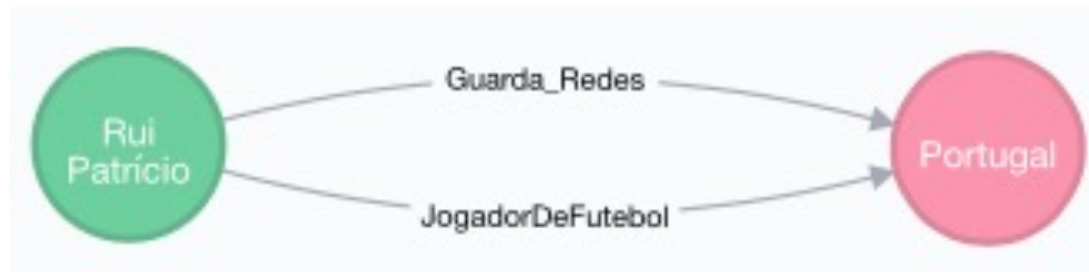 Guarda_Redes
Rui
Patrício
Portugal
JogadorDeFutebol